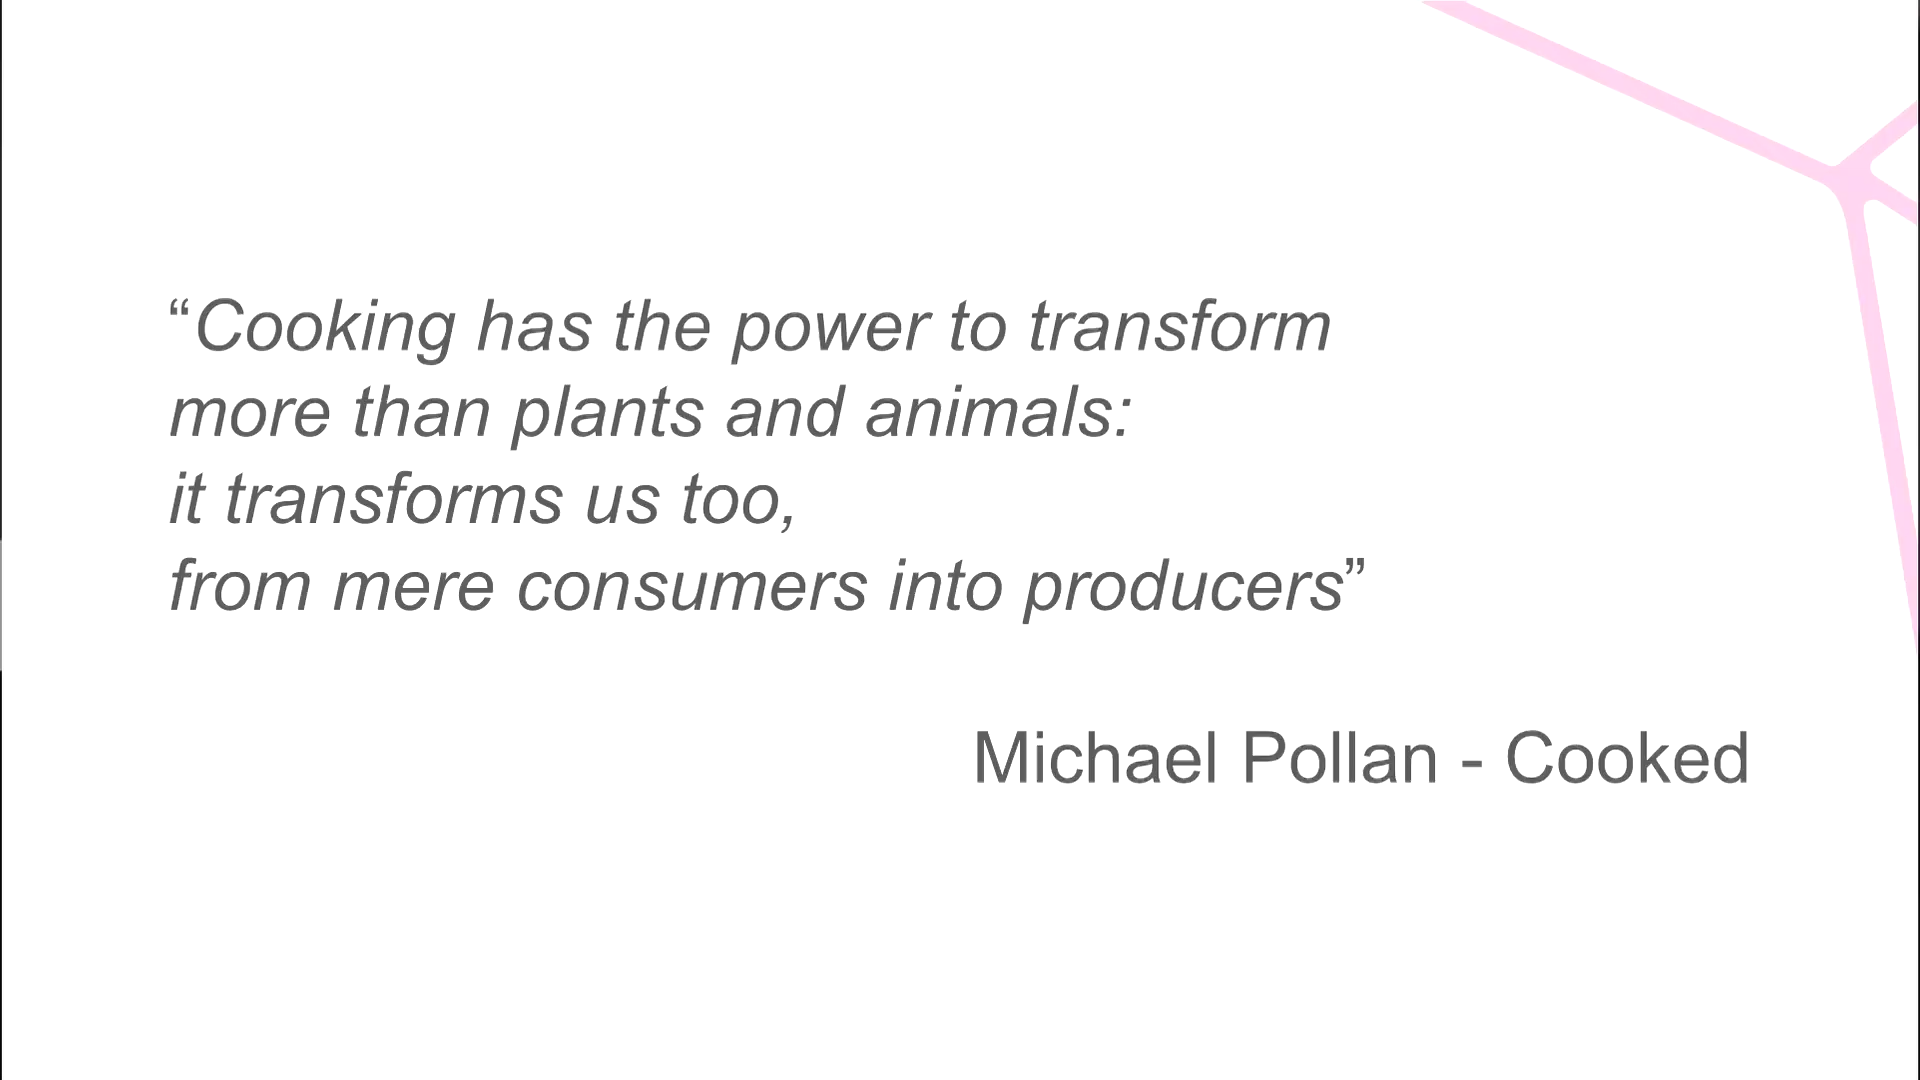 “Cooking has the power to transform
more than plants and animals:
it transforms us too,
from mere consumers into producers”
Michael Pollan - Cooked